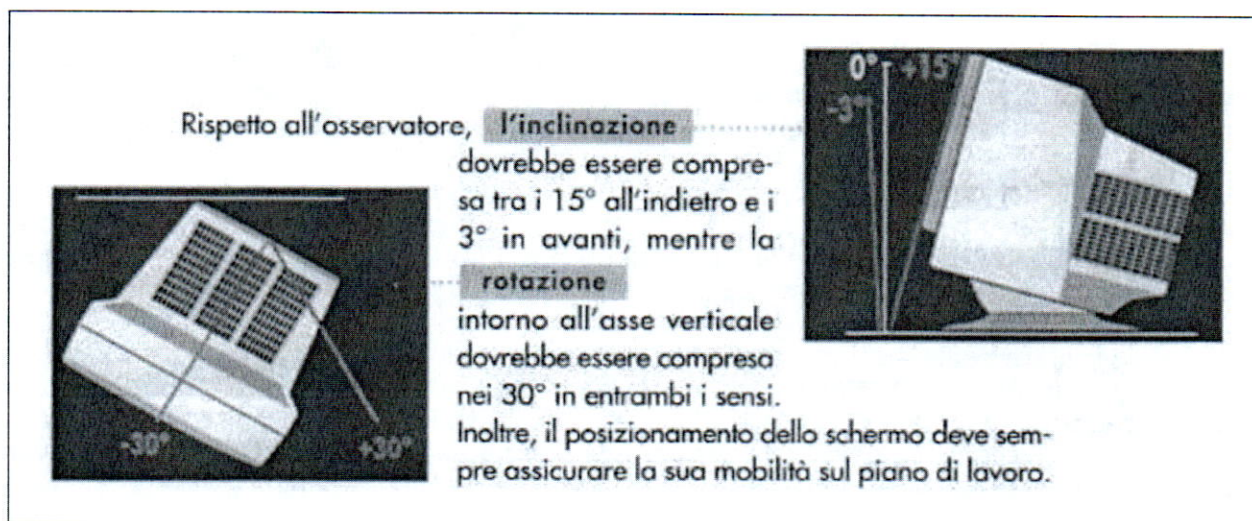 0° +15°
-3°
Rispetto all'osservatore, l'inclinazione
dovrebbe essere compre-
sa tra i 15° all'indietro e i
3° in avanti, mentre la
rotazione
intorno all'asse verticale
dovrebbe essere compresa
nei 30° in entrambi i sensi.
-30° +30°
Inoltre, il posizionamento dello schermo deve sem-
pre assicurare la sua mobilità sul piano di lavoro.